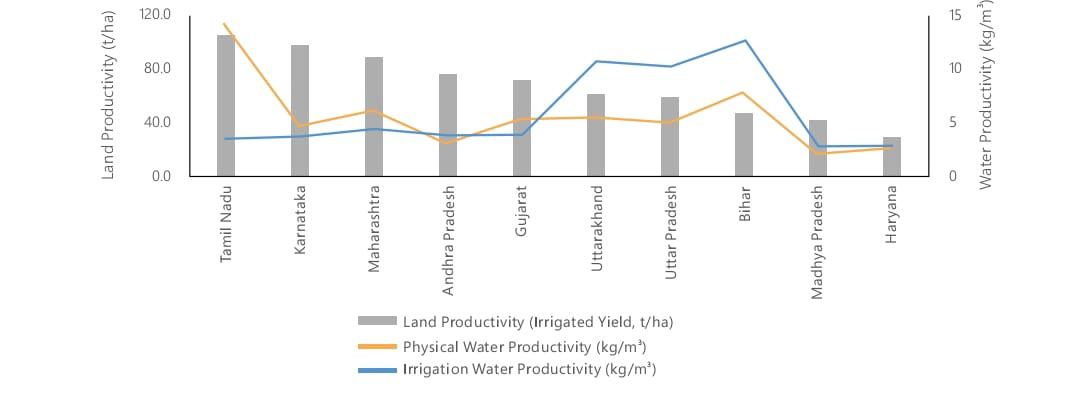 Land Productivity (t/ha)
120.0
80.0
40.0
0.0
15
10
5
0
Water Productivity (kg/m³)
Tamil Nadu
Karnataka
Maharashtra
Andhra Pradesh
Gujarat
Uttarakhand
Uttar Pradesh
Bihar
Madhya Pradesh
Haryana
Land Productivity (Irrigated Yield, t/ha)
Physical Water Productivity (kg/m³)
Irrigation Water Productivity (kg/m³)